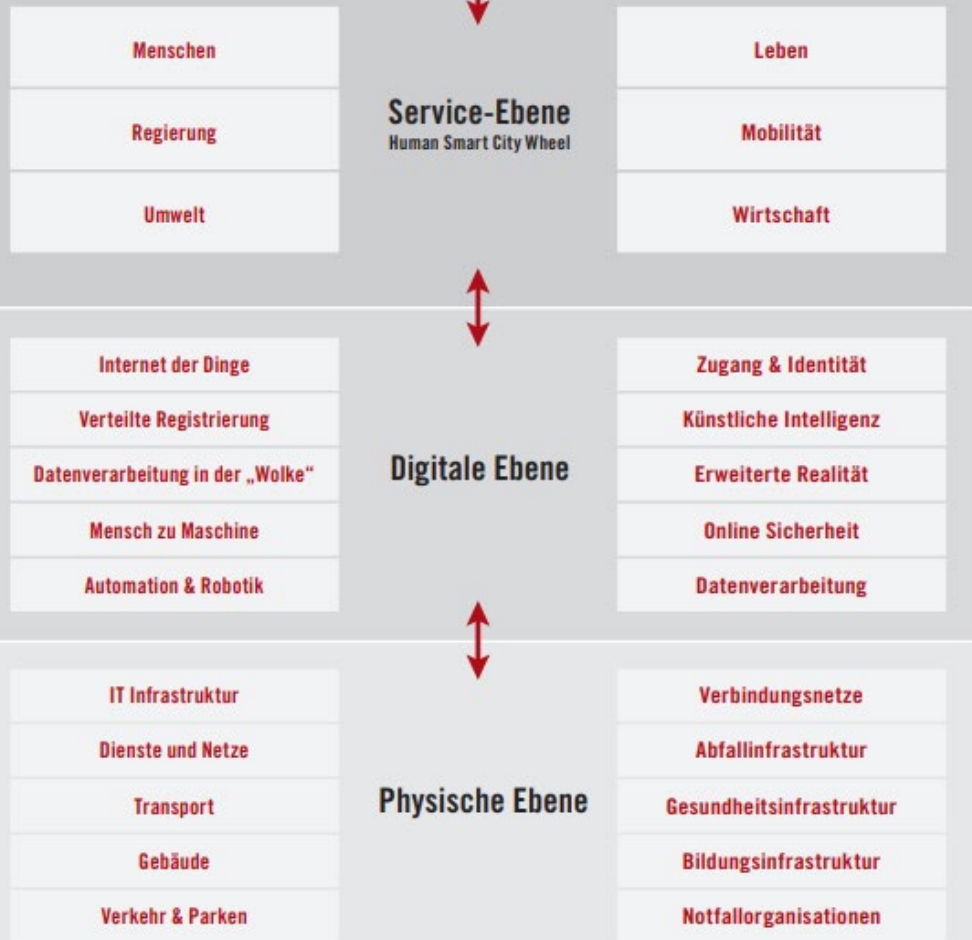 Menschen
Regierung
Umwelt
Service-Ebene
Human Smart City Wheel
Leben
Mobilität
Wirtschaft
Internet der Dinge
Verteilte Registrierung
Datenverarbeitung in der „Wolke“
Mensch zu Maschine
Automation & Robotik
Digitale Ebene
Zugang & Identität
Künstliche Intelligenz
Erweiterte Realität
Online Sicherheit
Datenverarbeitung
IT Infrastruktur
Dienste und Netze
Transport
Gebäude
Verkehr & Parken
Physische Ebene
Verbindungsnetze
Abfallinfrastruktur
Gesundheitsinfrastruktur
Bildungsinfrastruktur
Notfallorganisationen